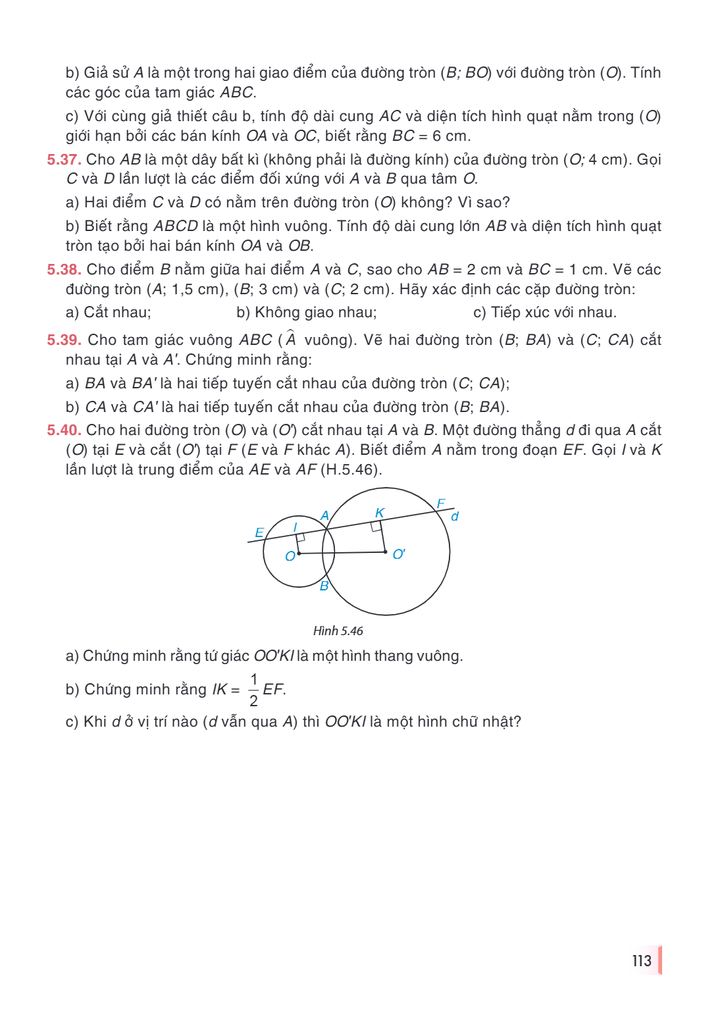 b) Giả sử A là một trong hai giao điểm của đường tròn (B; BO) với đường tròn (O). Tính
các góc của tam giác ABC.
c) Với cùng giả thiết câu b, tính độ dài cung AC và diện tích hình quạt nằm trong (O)
giới hạn bởi các bán kính OA và OC, biết rằng BC = 6 cm.
5.37. Cho AB là một dây bất kì (không phải là đường kính) của đường tròn (O; 4 cm). Gọi
C và D lần lượt là các điểm đối xứng với A và B qua tâm O.
a) Hai điểm C và D có nằm trên đường tròn (O) không? Vì sao?
b) Biết rằng ABCD là một hình vuông. Tính độ dài cung lớn AB và diện tích hình quạt
tròn tạo bởi hai bán kính OA và OB.
5.38. Cho điểm B nằm giữa hai điểm A và C, sao cho AB = 2 cm và BC = 1 cm. Vẽ các
đường tròn (A; 1,5 cm), (B; 3 cm) và (C; 2 cm). Hãy xác định các cặp đường tròn:
a) Cắt nhau; b) Không giao nhau; c) Tiếp xúc với nhau.
5.39. Cho tam giác vuông ABC (Â vuông). Vẽ hai đường tròn (B; BA) và (C; CA) cắt
nhau tại A và A'. Chứng minh rằng:
a) BA và BA' là hai tiếp tuyến cắt nhau của đường tròn (C; CA);
b) CA và CA' là hai tiếp tuyến cắt nhau của đường tròn (B; BA).
5.40. Cho hai đường tròn (O) và (O') cắt nhau tại A và B. Một đường thẳng d đi qua A cắt
(O) tại E và cắt (O') tại F (E và F khác A). Biết điểm A nằm trong đoạn EF. Gọi I và K
lần lượt là trung điểm của AE và AF (H.5.46).
E I A K F d
O O'
B
Hình 5.46
a) Chứng minh rằng tứ giác OO'KI là một hình thang vuông.
b) Chứng minh rằng IK = 1/2 EF.
c) Khi d ở vị trí nào (d vẫn qua A) thì OO'KI là một hình chữ nhật?
113